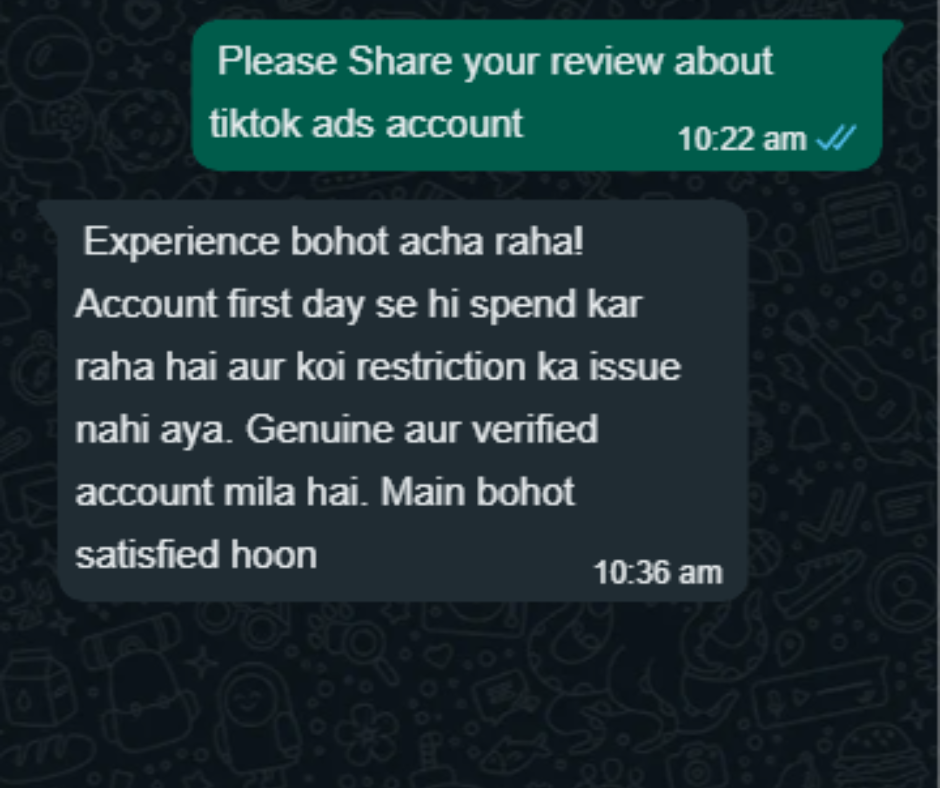 Please Share your review about
tiktok ads account
10:22 am
Experience bohot acha raha!
Account first day se hi spend kar
raha hai aur koi restriction ka issue
nahi aya. Genuine aur verified
account mila hai. Main bohot
satisfied hoon
10:36 am